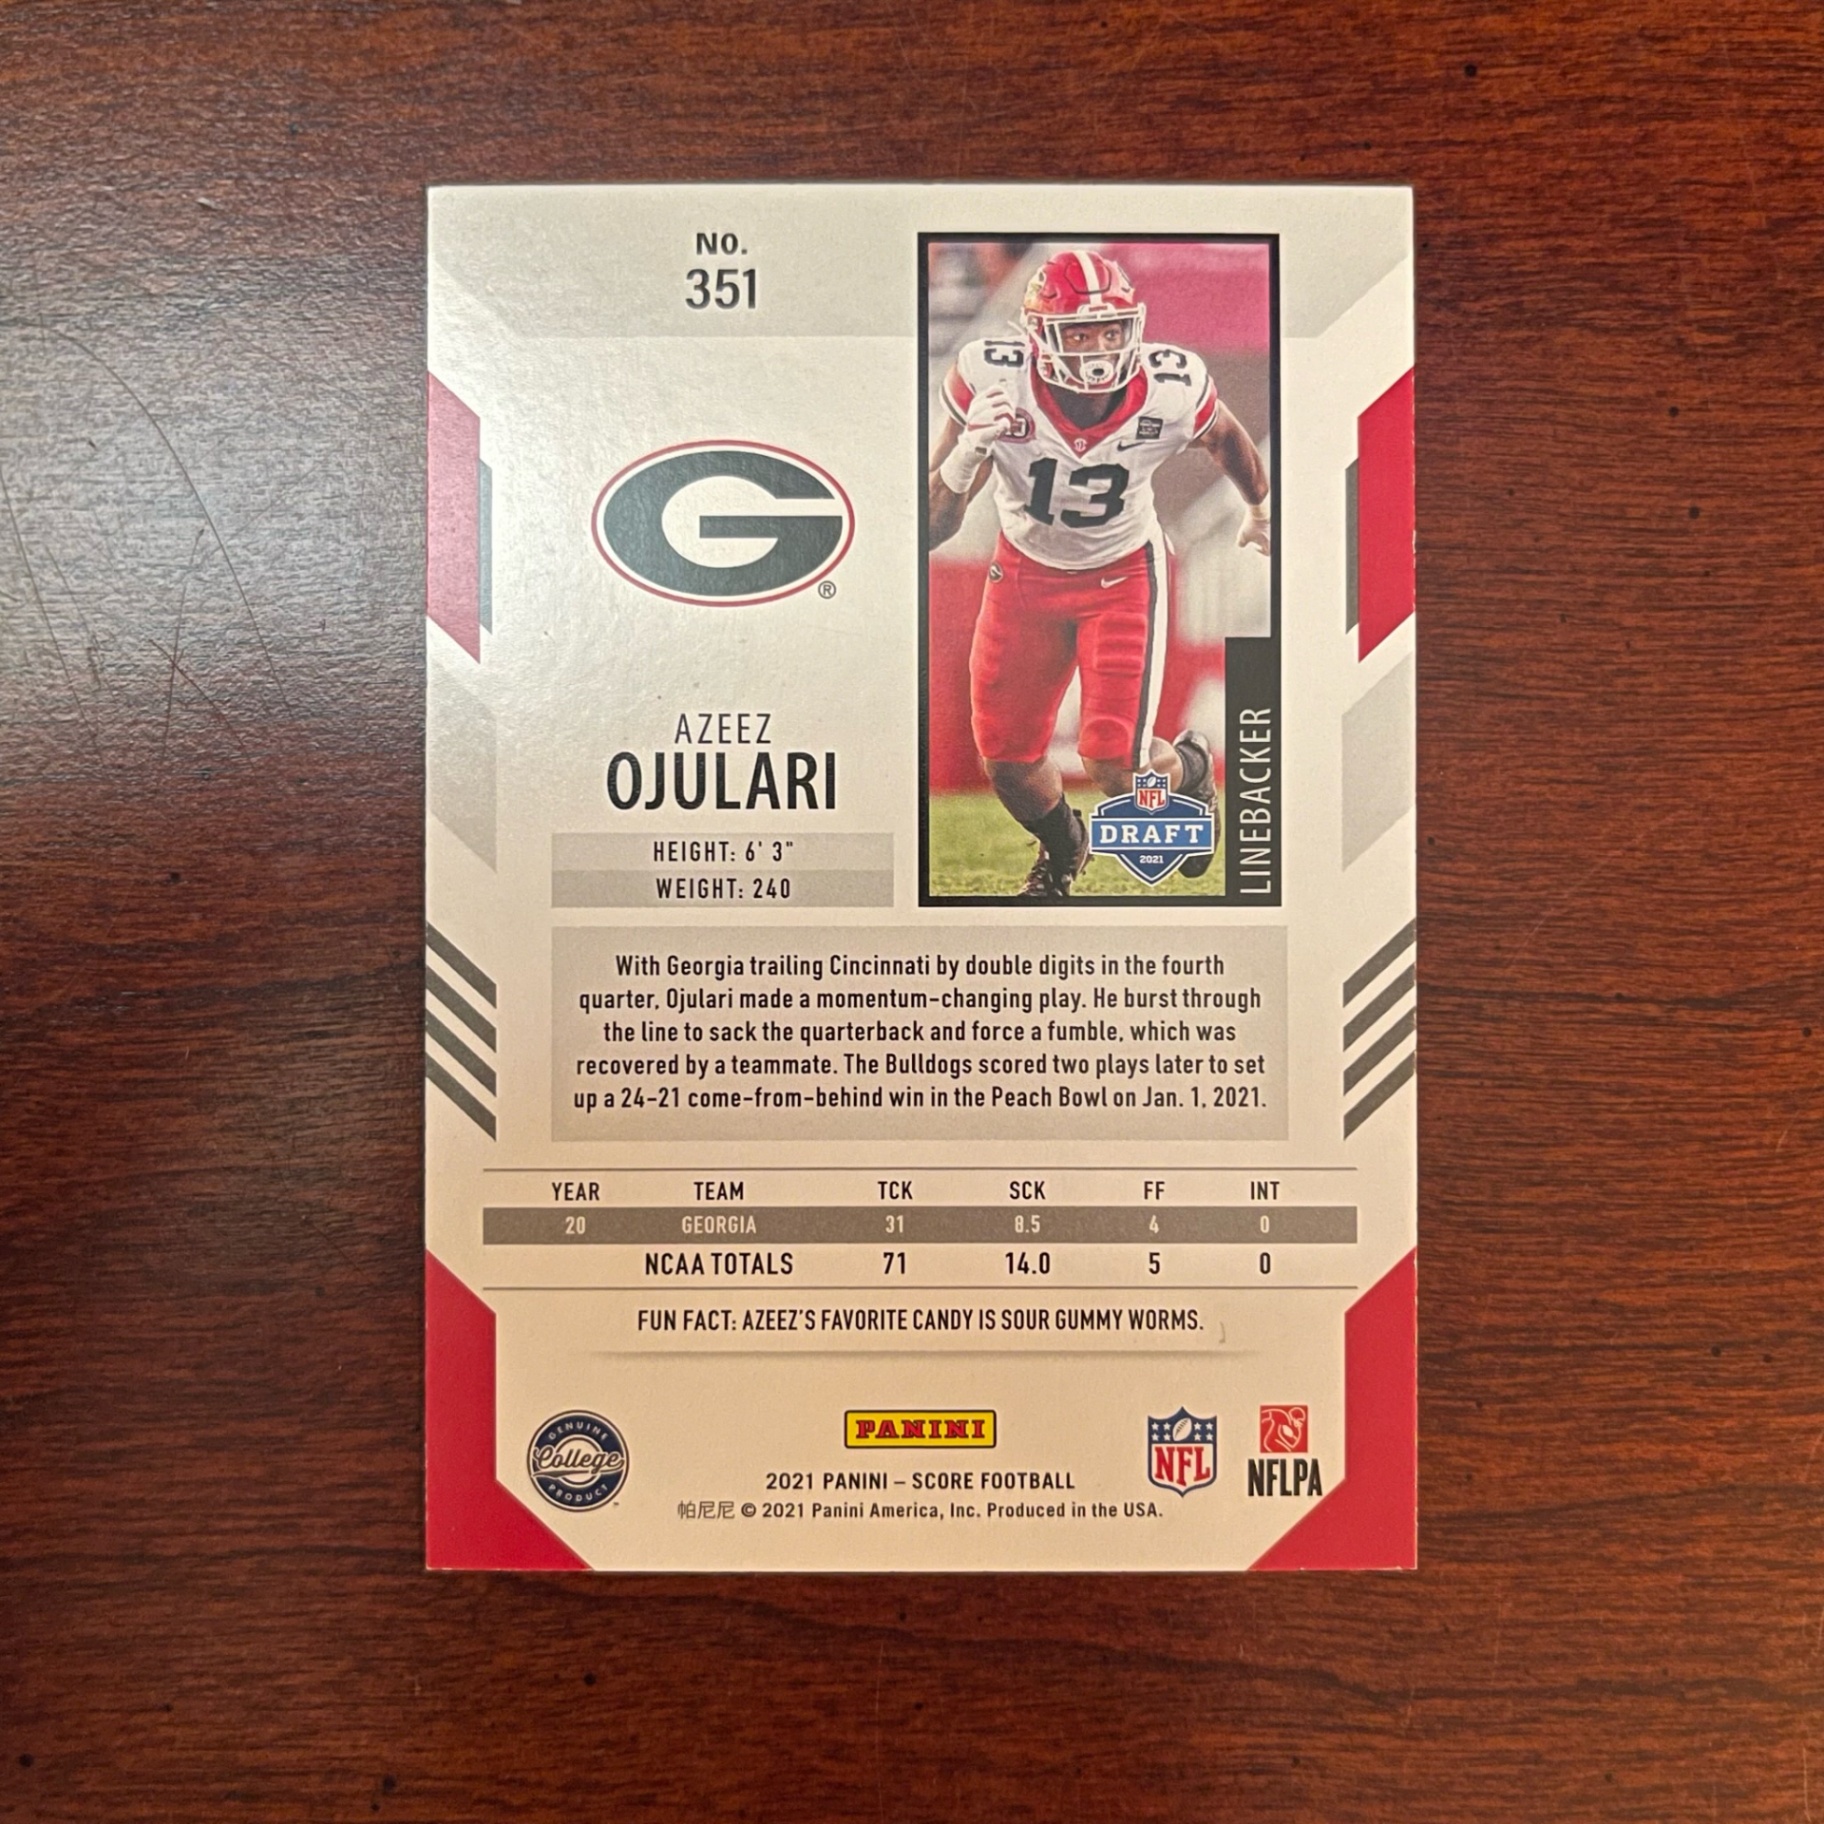 NO.
351
G
®
13
13
13
NFL
DRAFT
2021
LINEBACKER
AZEEZ
OJULARI
HEIGHT: 6' 3"
WEIGHT: 240
With Georgia trailing Cincinnati by double digits in the fourth
quarter, Ojulari made a momentum-changing play. He burst through
the line to sack the quarterback and force a fumble, which was
recovered by a teammate. The Bulldogs scored two plays later to set
up a 24-21 come-from-behind win in the Peach Bowl on Jan. 1, 2021.
YEAR TEAM TCK SCK FF INT
20 GEORGIA 31 8.5 4 0
NCAA TOTALS 71 14.0 5 0
FUN FACT: AZEEZ'S FAVORITE CANDY IS SOUR GUMMY WORMS.
GENUINE
College
PRODUCT
™
PANINI
NFL
NFLPA
2021 PANINI – SCORE FOOTBALL
帕尼尼 © 2021 Panini America, Inc. Produced in the USA.